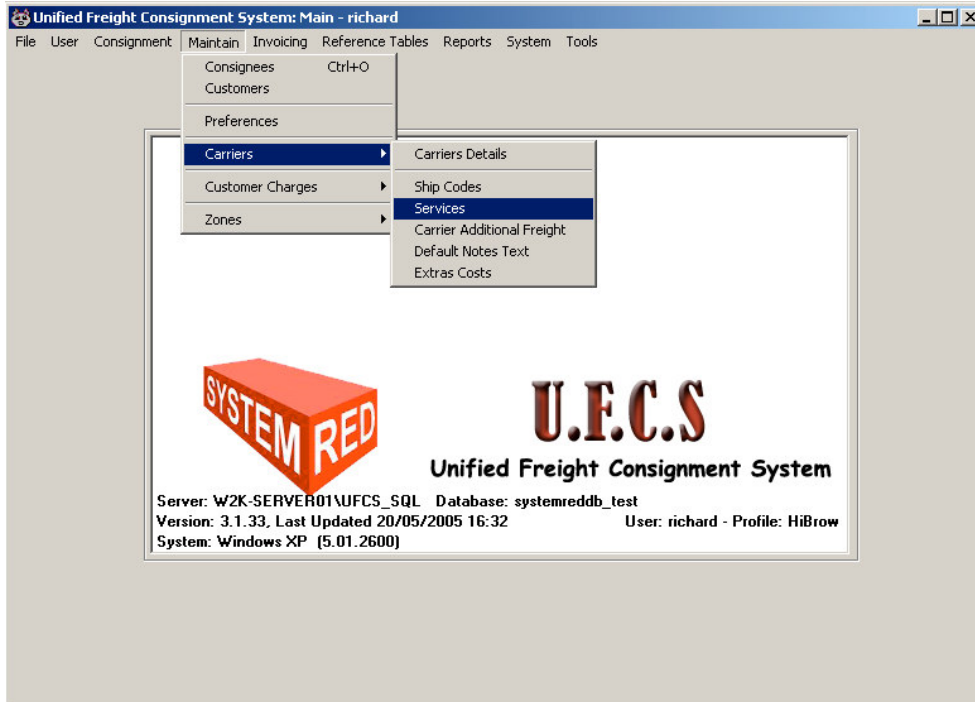 Unified Freight Consignment System: Main - richard
File User Consignment Maintain Invoicing Reference Tables Reports System Tools
Consignees Ctrl+O
Customers
Preferences
Carriers
Customer Charges
Zones
Carriers Details
Ship Codes
Services
Carrier Additional Freight
Default Notes Text
Extras Costs
SYSTEM RED
U.F.C.S
Unified Freight Consignment System
Server: W2K-SERVER01\UFCS_SQL Database: systemreddb_test
Version: 3.1.33, Last Updated 20/05/2005 16:32 User: richard - Profile: HiBrow
System: Windows XP (5.01.2600)